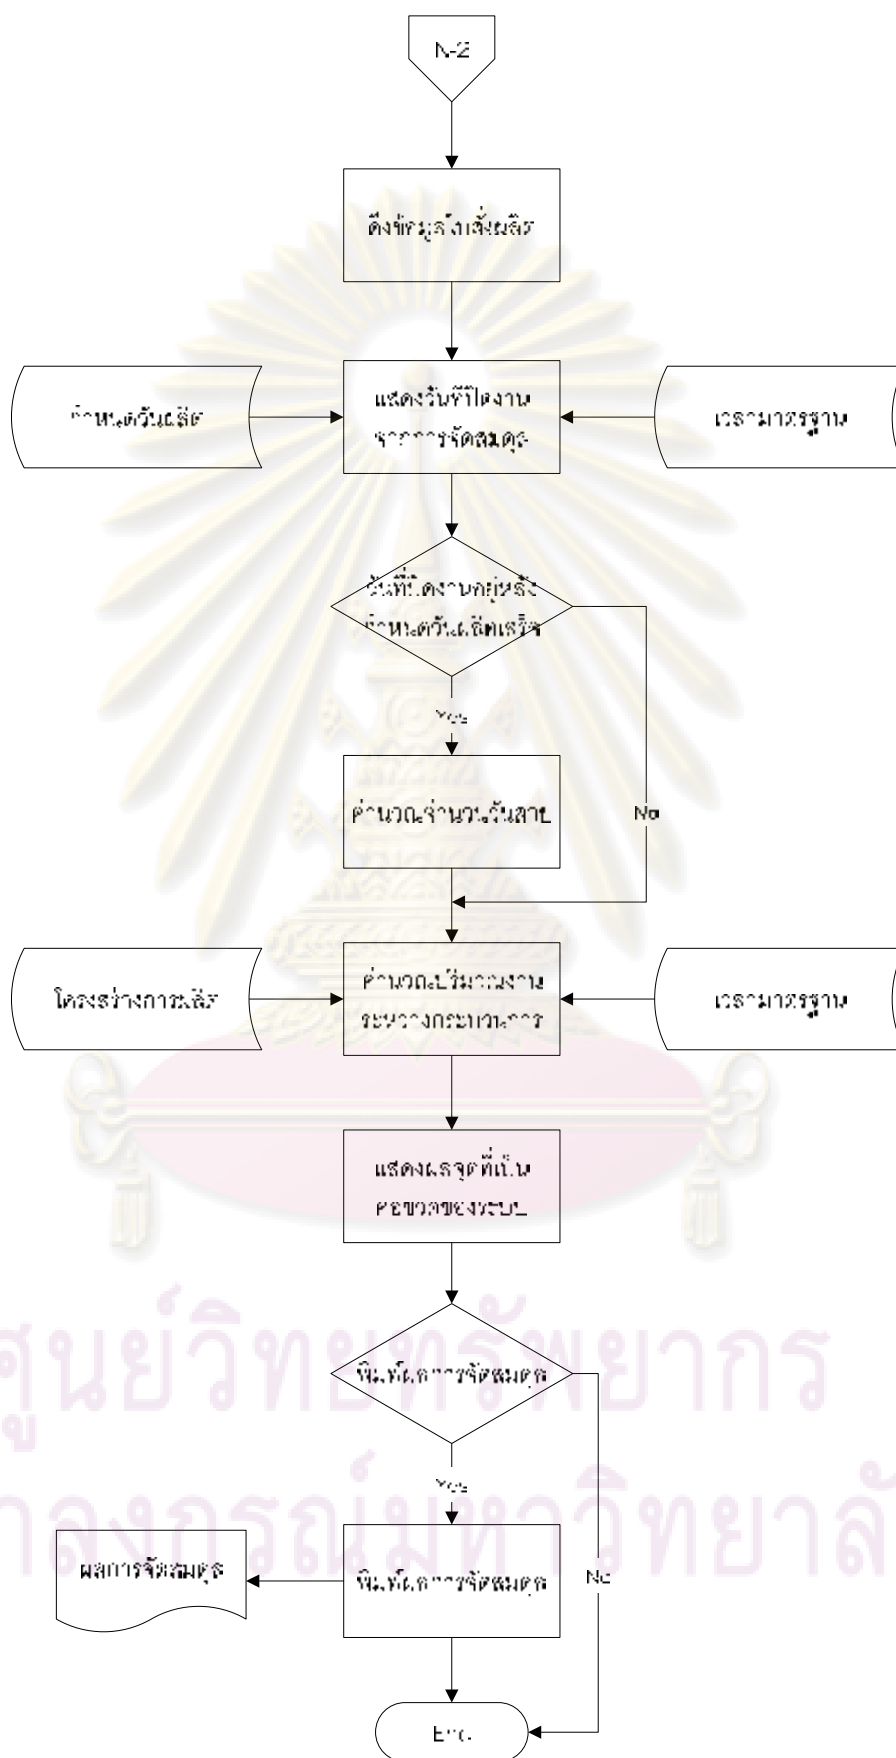 ดึงข้อมูลใบสั่งผลิต
กำหนดวันผลิต
แสดงวันที่ปิดงาน
จากการจัดสมดุล
เวลามาตรฐาน
วันที่ปิดงานอยู่หลัง
กำหนดวันผลิตเสร็จ
Yes
คำนวณจำนวนวันสาย
No
โครงสร้างการผลิต
คำนวณปริมาณงาน
ระหว่างกระบวนการ
เวลามาตรฐาน
แสดงผลจุดที่เป็น
คอขวดของระบบ
พิมพ์ผลการจัดสมดุล
Yes
ผลการจัดสมดุล
พิมพ์ผลการจัดสมดุล
No
End
ศูนย์วิทยทรัพยากร
าลงกรณ์มหาวิทยาลั